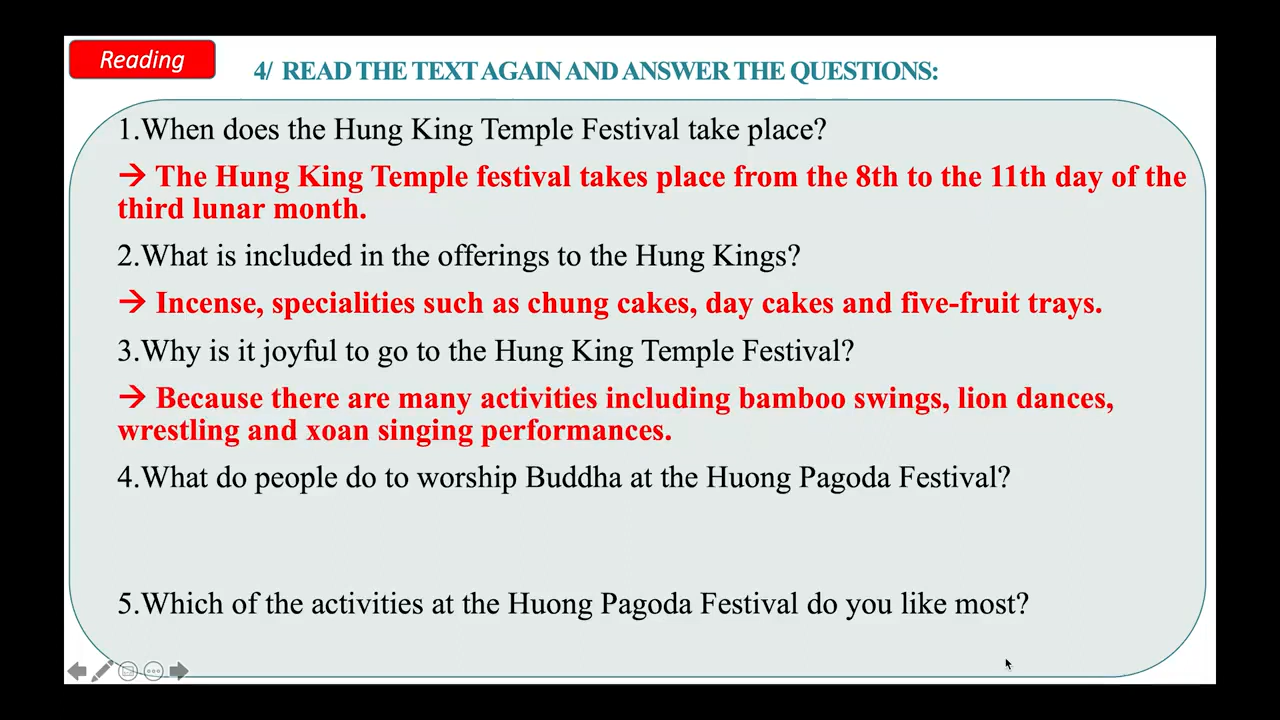 Reading
4/ READ THE TEXT AGAIN AND ANSWER THE QUESTIONS:
1.When does the Hung King Temple Festival take place?
→ The Hung King Temple festival takes place from the 8th to the 11th day of the
third lunar month.
2.What is included in the offerings to the Hung Kings?
→ Incense, specialities such as chung cakes, day cakes and five-fruit trays.
3.Why is it joyful to go to the Hung King Temple Festival?
→ Because there are many activities including bamboo swings, lion dances,
wrestling and xoan singing performances.
4.What do people do to worship Buddha at the Huong Pagoda Festival?
5.Which of the activities at the Huong Pagoda Festival do you like most?